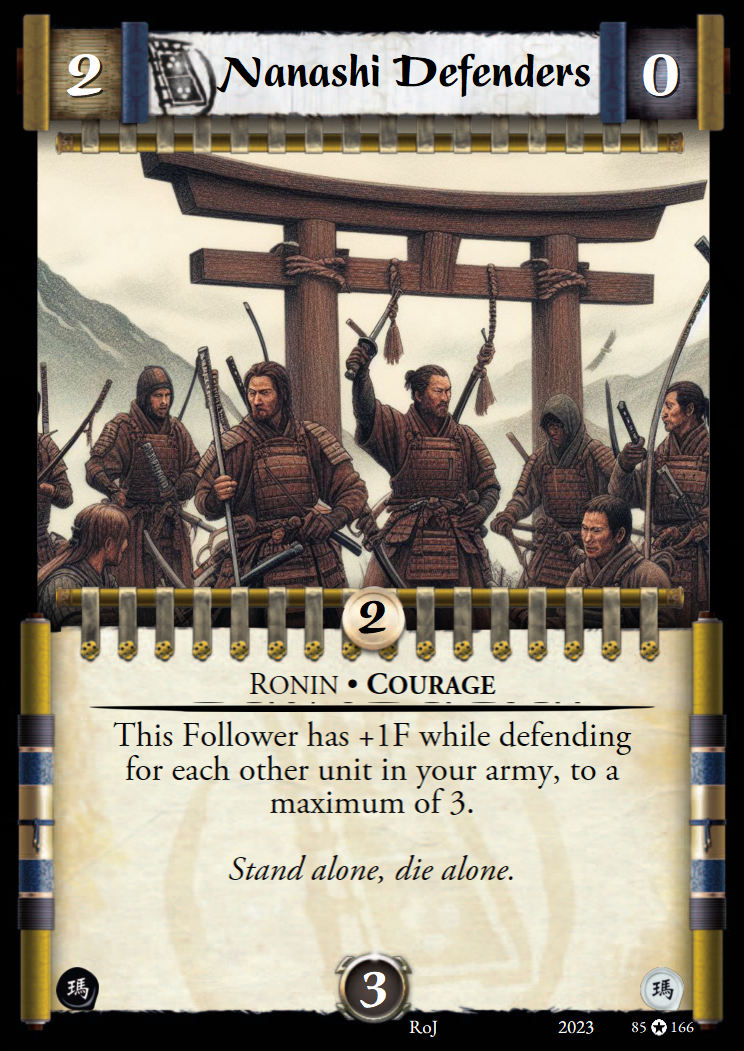 2 Nanashi Defenders 0
2
RONIN • COURAGE
This Follower has +1F while defending
for each other unit in your army, to a
maximum of 3.
Stand alone, die alone.
瑪 3 瑪
RoJ 2023 85 166